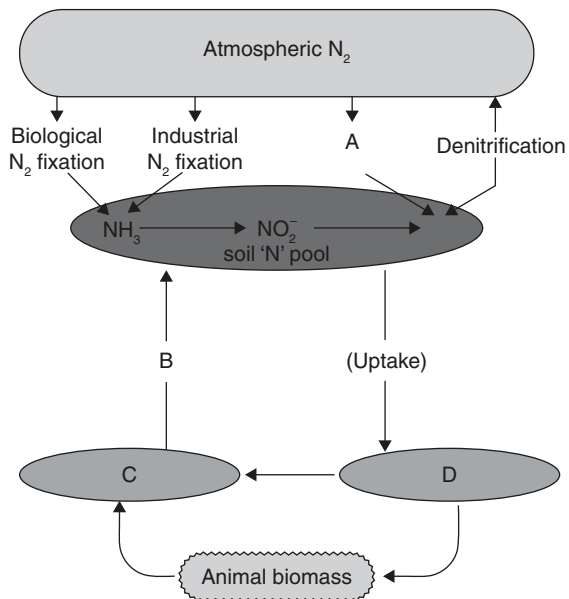 Atmospheric N₂
Biological
N₂ fixation
Industrial
N₂ fixation
A
Denitrification
NH₃
NO₂⁻
soil ‘N’ pool
B
(Uptake)
C
D
Animal biomass